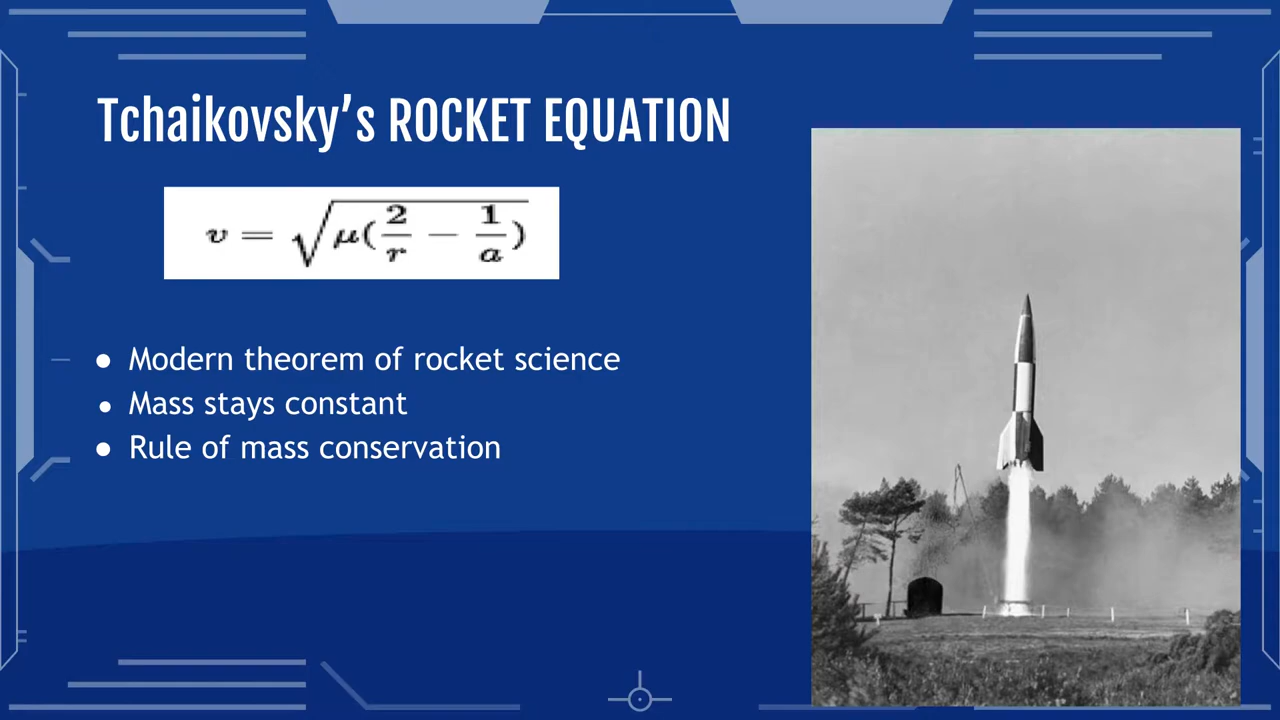 Tchaikovsky’s ROCKET EQUATION
v = √μ(2/r − 1/a)
● Modern theorem of rocket science
● Mass stays constant
● Rule of mass conservation